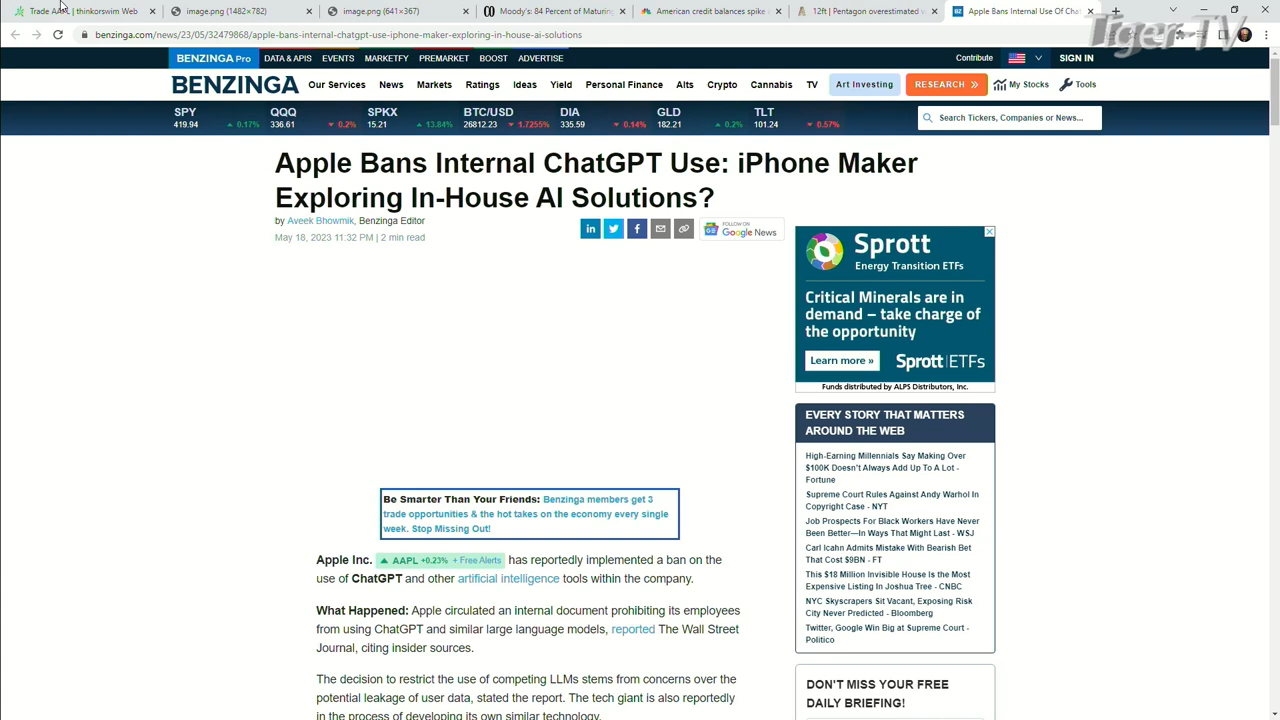 Trade AAPL | thinkorswim Web
image.png (1482×782)
image.png (641×367)
Moody's: 84 Percent of Maturing
American credit balances spike
12ft | Pentagon overestimated v
Apple Bans Internal Use Of Cha
Tiger-TV
benzinga.com/news/23/05/32479868/apple-bans-internal-chatgpt-use-iphone-maker-exploring-in-house-ai-solutions
BENZINGA Pro DATA & APIS EVENTS MARKETFY PREMARKET BOOST ADVERTISE Contribute SIGN IN
BENZINGA Our Services News Markets Ratings Ideas Yield Personal Finance Alts Crypto Cannabis TV Art Investing RESEARCH My Stocks Tools
SPY QQQ SPKX BTC/USD DIA GLD TLT
419.94 ▲ 0.17% 336.61 ▼ 0.2% 15.21 ▲ 13.84% 26812.23 ▼ 1.7255% 335.59 ▼ 0.14% 182.21 ▲ 0.2% 101.24 ▼ 0.57%
Search Tickers, Companies or News...
Apple Bans Internal ChatGPT Use: iPhone Maker
Exploring In-House AI Solutions?
by Aveek Bhowmik, Benzinga Editor
May 18, 2023 11:32 PM | 2 min read
FOLLOW ON
Google News
Be Smarter Than Your Friends: Benzinga members get 3
trade opportunities & the hot takes on the economy every single
week. Stop Missing Out!
Apple Inc. ▲ AAPL +0.23% + Free Alerts has reportedly implemented a ban on the
use of ChatGPT and other artificial intelligence tools within the company.
What Happened: Apple circulated an internal document prohibiting its employees
from using ChatGPT and similar large language models, reported The Wall Street
Journal, citing insider sources.
The decision to restrict the use of competing LLMs stems from concerns over the
potential leakage of user data, stated the report. The tech giant is also reportedly
in the process of developing its own similar technology.
Sprott
Energy Transition ETFs
Critical Minerals are in
demand – take charge of
the opportunity
Learn more » Sprott ETFs
Funds distributed by ALPS Distributors, Inc.
EVERY STORY THAT MATTERS
AROUND THE WEB
High-Earning Millennials Say Making Over
$100K Doesn't Always Add Up To A Lot -
Fortune
Supreme Court Rules Against Andy Warhol In
Copyright Case - NYT
Job Prospects For Black Workers Have Never
Been Better—In Ways That Might Last - WSJ
Carl Icahn Admits Mistake With Bearish Bet
That Cost $9BN - FT
This $18 Million Invisible House Is the Most
Expensive Listing In Joshua Tree - CNBC
NYC Skyscrapers Sit Vacant, Exposing Risk
City Never Predicted - Bloomberg
Twitter, Google Win Big at Supreme Court -
Politico
DON'T MISS YOUR FREE
DAILY BRIEFING!